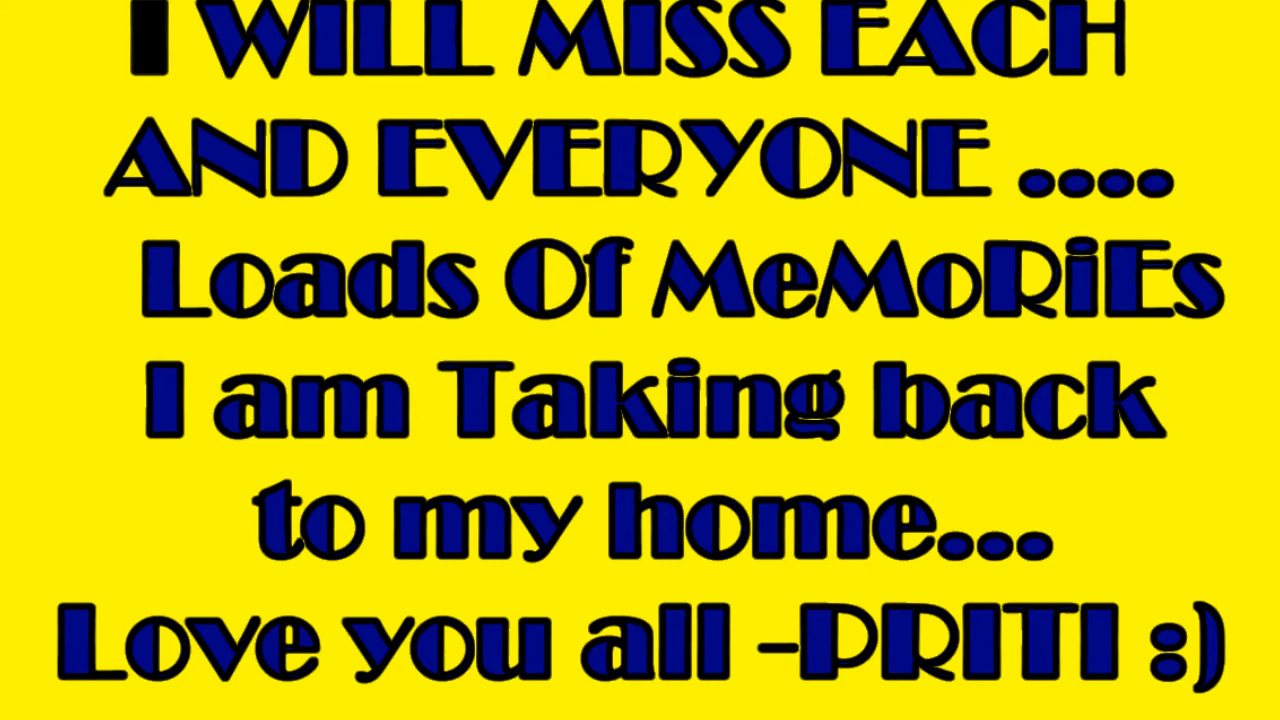 I WILL MISS EACH
AND EVERYONE ....
Loads Of MeMoRiEs
I am Taking back
to my home...
Love you all -PRITI :)